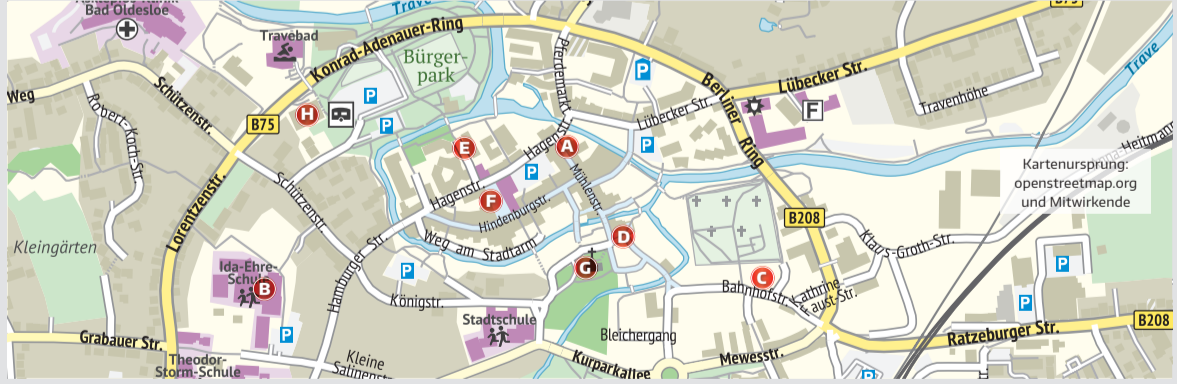 Bad Oldesloe
Trave
B75
Travebad
Konrad-Adenauer-Ring
Bürger-
park
Pferdemarkt
P
Berliner Ring
Lübecker Str.
Trave
Weg
Schützenstr.
Robert-Koch-Str.
H
P
B75
P
Lübecker Str.
F
Travenhöhe
E
Hagenstr.
A
P
P
Kartenursprung:
openstreetmap.org
und Mitwirkende
Lorentzenstr.
Schützenstr.
Hagenstr.
F
Mühlenstr.
Hindenburgstr.
B208
Kleingärten
Hamburger Str.
Weg am Stadtarm
D
Klaus-Groth-Str.
Ida-Ehre-
Schule
B
P
G
C
P
Königstr.
Bahnhofstr.
Kathrine-
Faust-Str.
P
Grabauer Str.
P
Stadtschule
Bleichergang
Ratzeburger Str.
B208
Theodor-
Storm-Schule
Kleine
Kurparkallee
Mewesstr.
P